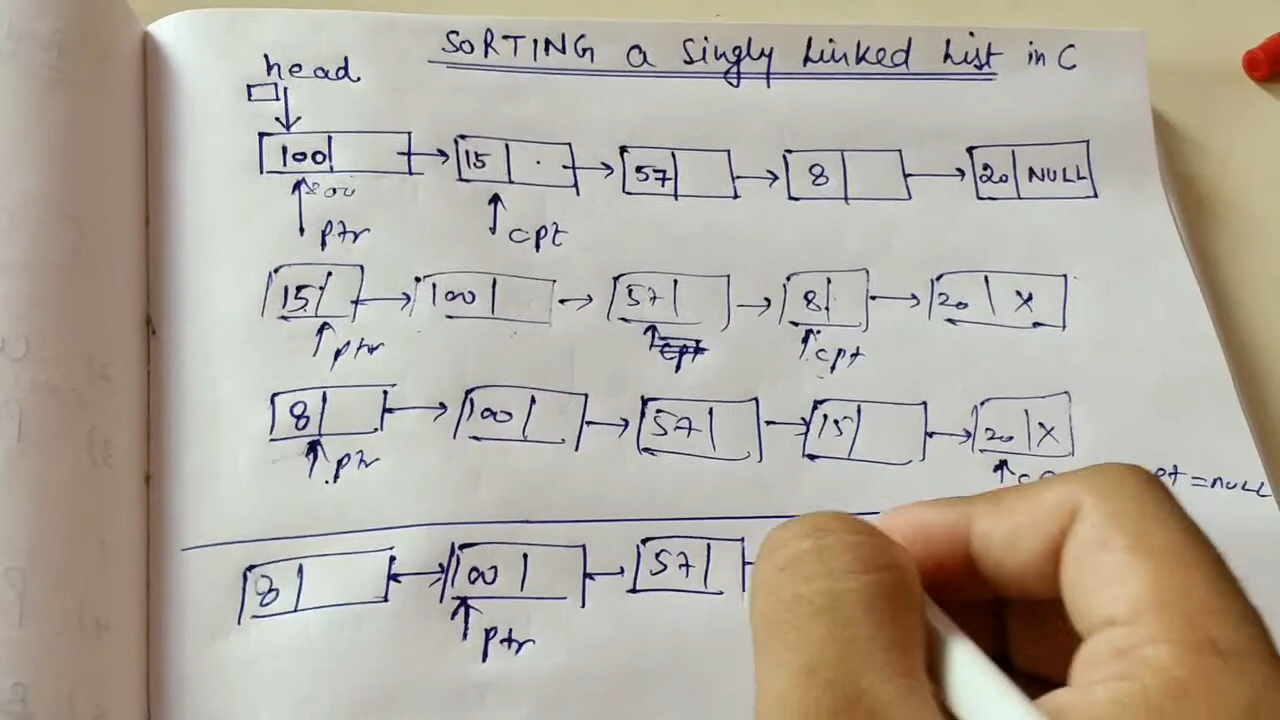 SORTING a Singly Linked List in C
head
100 15 57 8 20 NULL
ptr cpt
15 100 57 8 20 X
ptr cpt cpt
8 100 57 15 20 X
ptr
=null
8 100 57
ptr